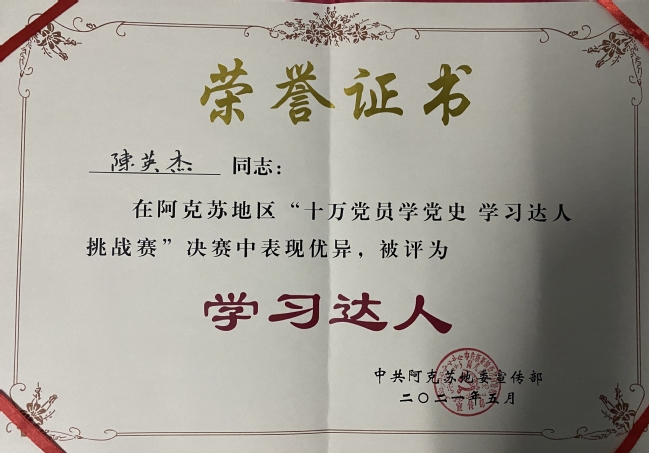 荣誉证书
陳英杰 同志：
在阿克苏地区“十万党员学党史 学习达人
挑战赛”决赛中表现优异，被评为
学习达人
中共阿克苏地委宣传部
二〇二一年五月